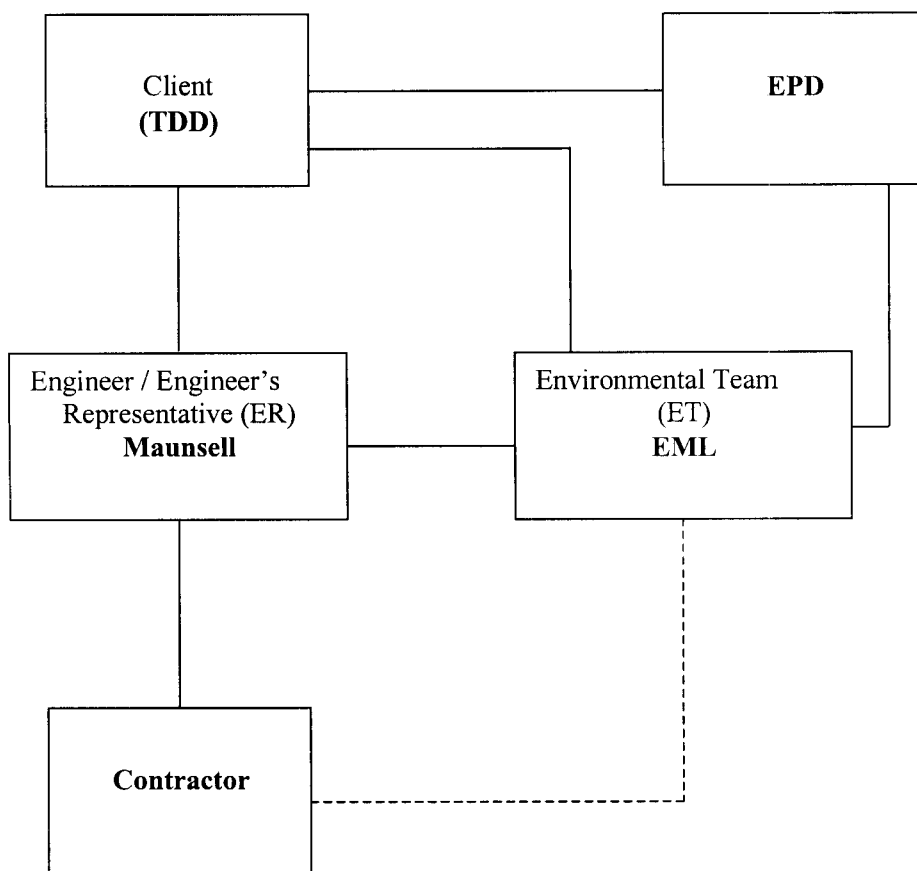 Client
(TDD)
EPD
Engineer / Engineer's
Representative (ER)
Maunsell
Environmental Team
(ET)
EML
Contractor